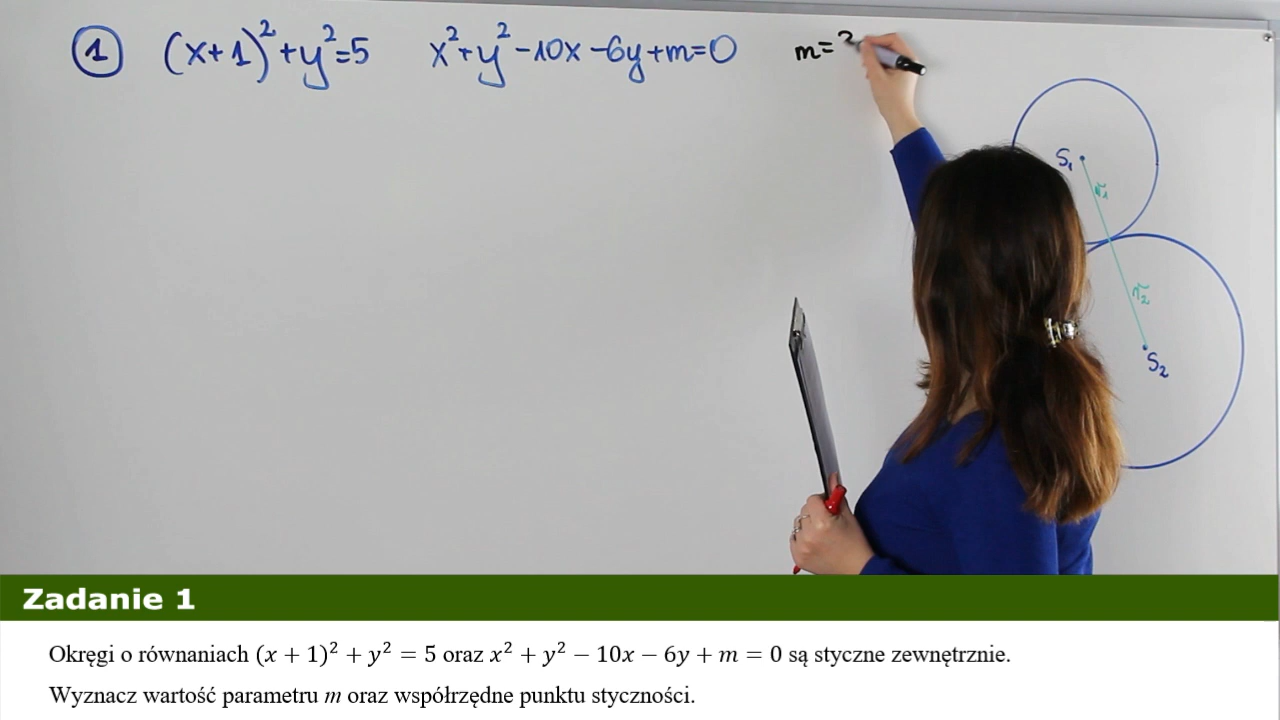 ① (x+1)²+y²=5 x²+y²-10x-6y+m=0 m=?
S₁
r₁
r₂
S₂
Zadanie 1
Okręgi o równaniach (x + 1)² + y² = 5 oraz x² + y² − 10x − 6y + m = 0 są styczne zewnętrznie.
Wyznacz wartość parametru m oraz współrzędne punktu styczności.